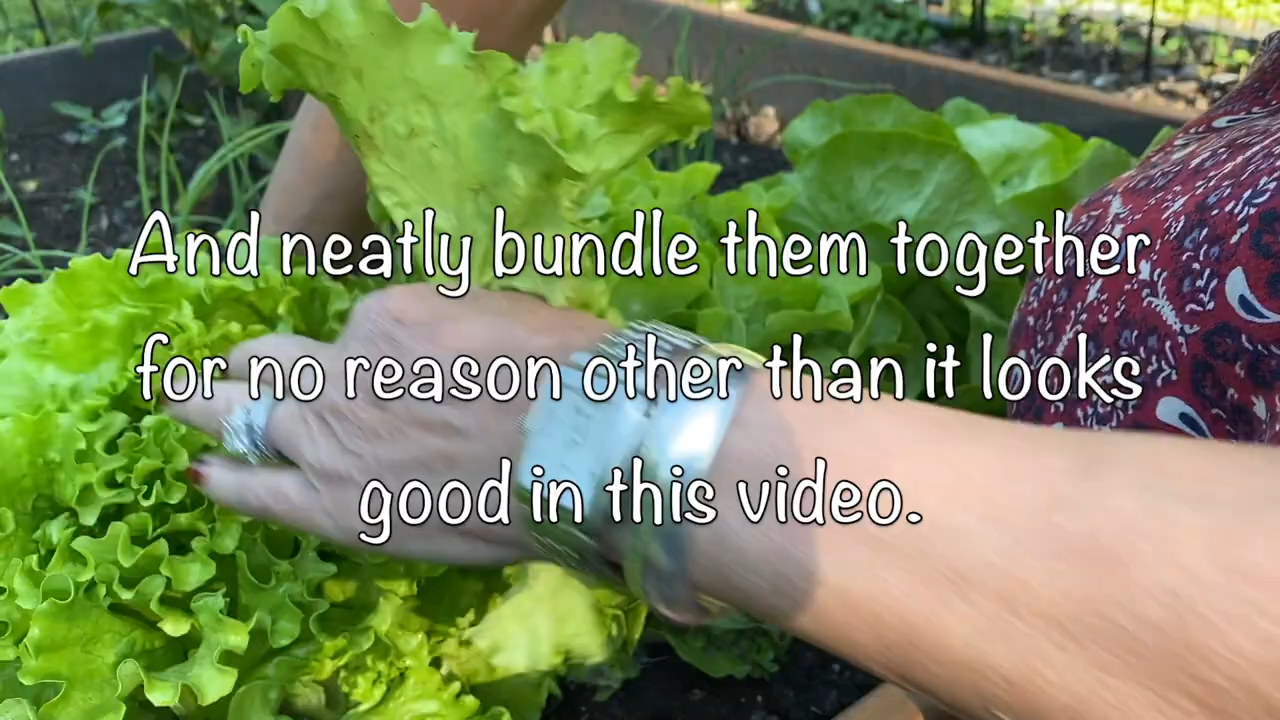 And neatly bundle them together
for no reason other than it looks
good in this video.